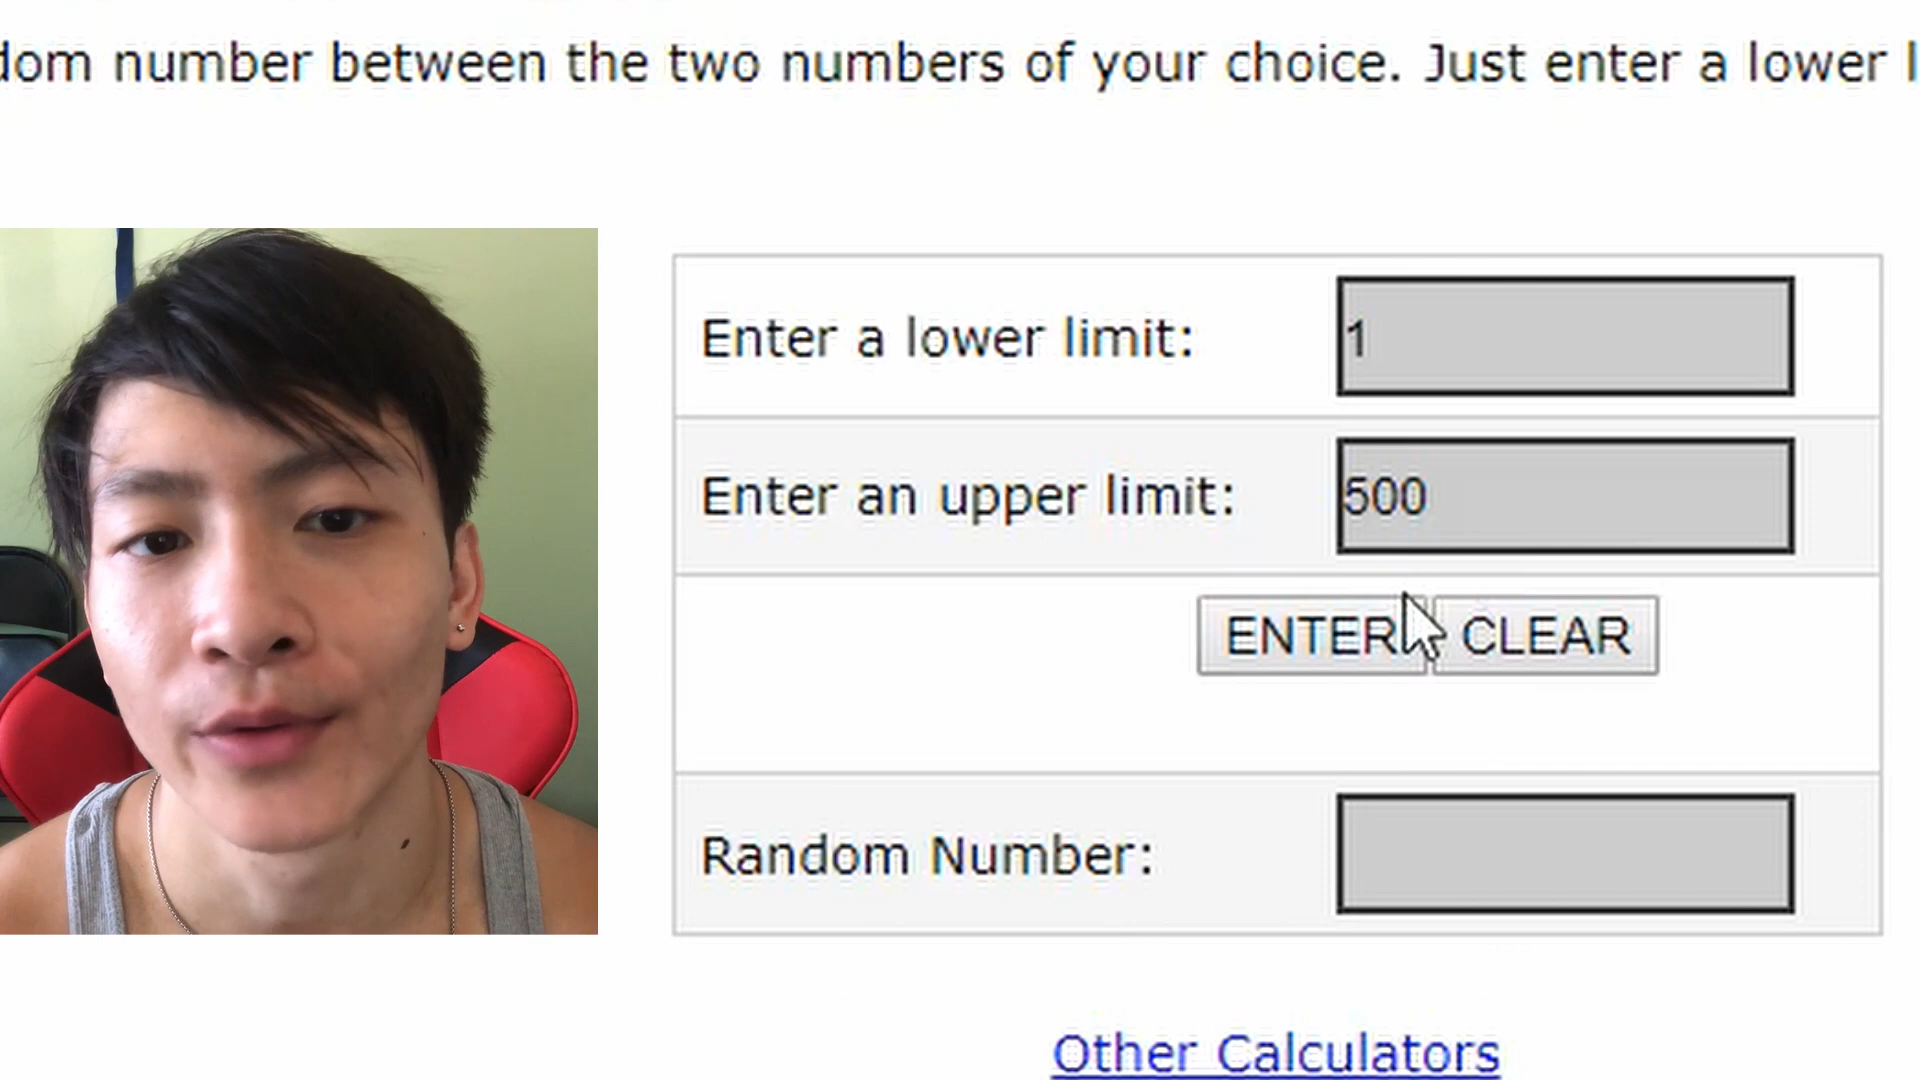 dom number between the two numbers of your choice. Just enter a lower l
Enter a lower limit: 1
Enter an upper limit: 500
ENTER CLEAR
Random Number:
Other Calculators